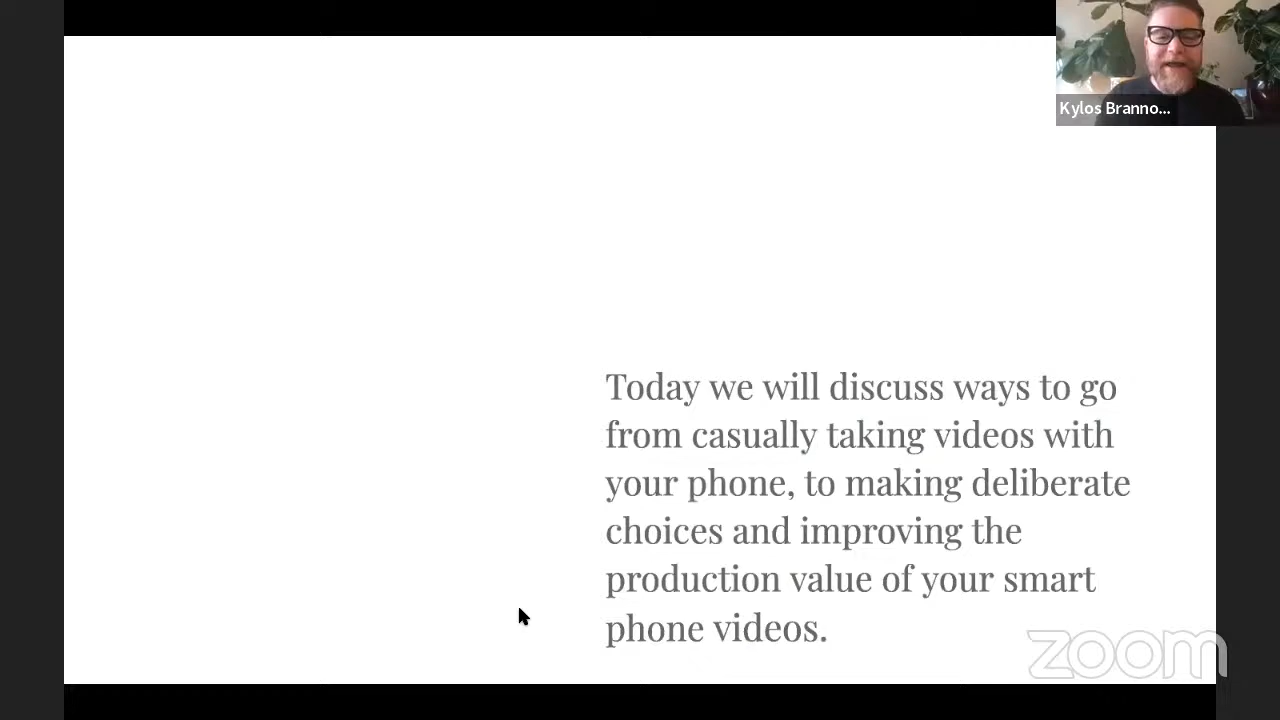 Kylos Branno...
Today we will discuss ways to go
from casually taking videos with
your phone, to making deliberate
choices and improving the
production value of your smart
phone videos.
zoom